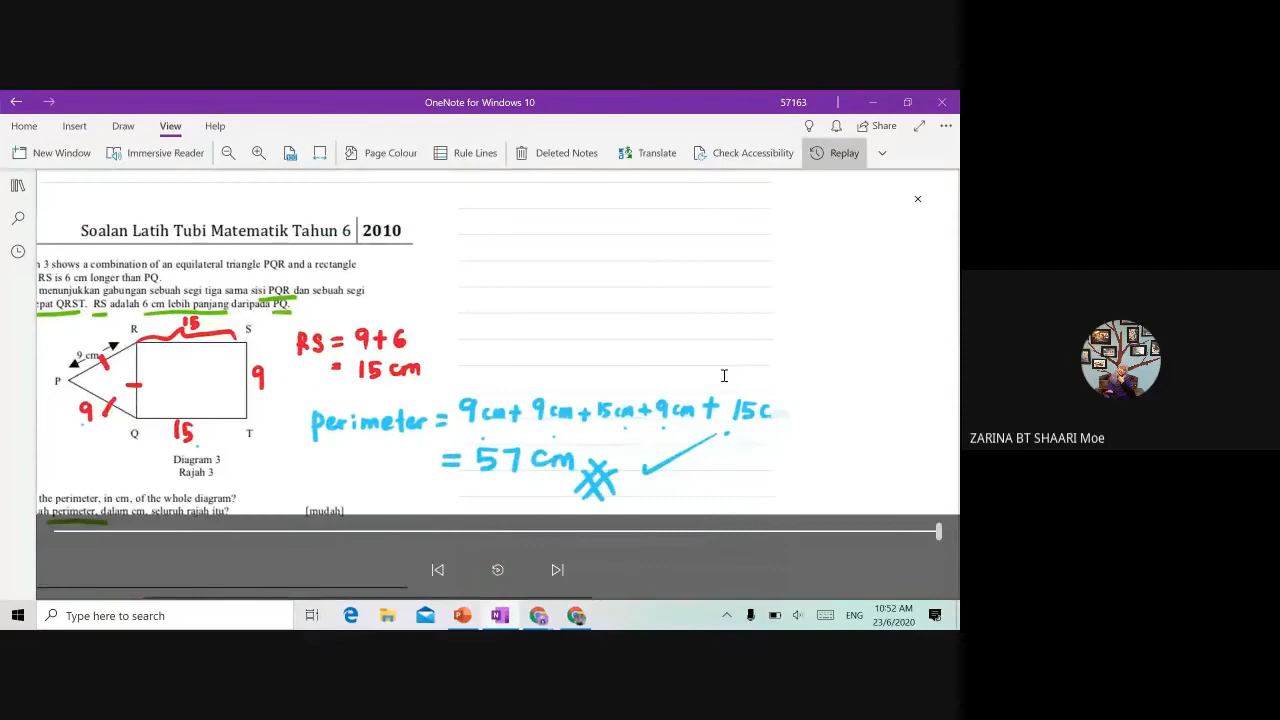 OneNote for Windows 10
57163
Home Insert Draw View Help
Share
New Window Immersive Reader Page Colour Rule Lines Deleted Notes Translate Check Accessibility Replay
Soalan Latih Tubi Matematik Tahun 6 2010
3 shows a combination of an equilateral triangle PQR and a rectangle
RS is 6 cm longer than PQ.
menunjukkan gabungan sebuah segi tiga sama sisi PQR dan sebuah segi
QRST. RS adalah 6 cm lebih panjang daripada PQ.
R 15 S
9 cm
P
9
9
Q 15 T
RS = 9 + 6
= 15 cm
Perimeter = 9 cm + 9 cm + 15 cm + 9 cm + 15 c
= 57 cm
Diagram 3
Rajah 3
the perimeter, in cm, of the whole diagram?
perimeter, dalam cm, seluruh rajah itu?
[mudah]
Type here to search
ENG
10:52 AM
23/6/2020
ZARINA BT SHAARI Moe